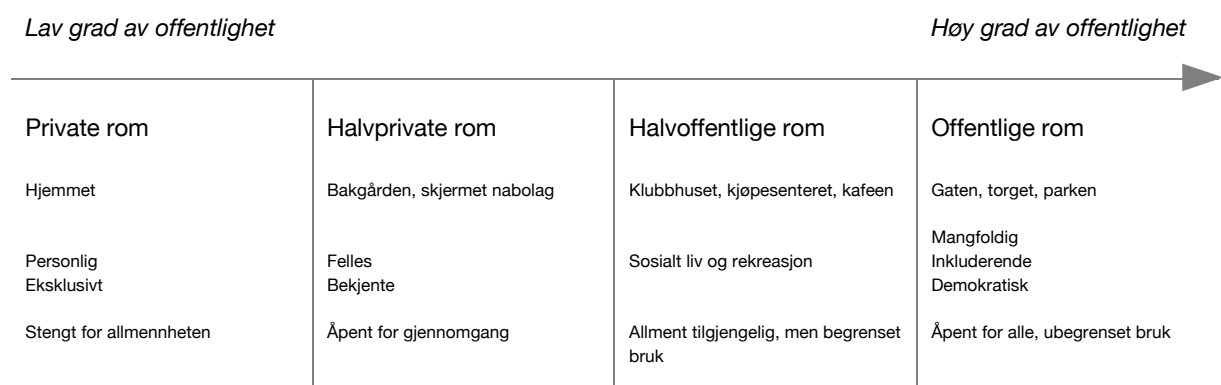 Lav grad av offentlighet
Høy grad av offentlighet
Private rom
Hjemmet
Personlig
Eksklusivt
Stengt for allmennheten
Halvprivate rom
Bakgården, skjermet nabolag
Felles
Bekjente
Åpent for gjennomgang
Halvoffentlige rom
Klubbhuset, kjøpesenteret, kafeen
Sosialt liv og rekreasjon
Allment tilgjengelig, men begrenset
bruk
Offentlige rom
Gaten, torget, parken
Mangfoldig
Inkluderende
Demokratisk
Åpent for alle, ubegrenset bruk